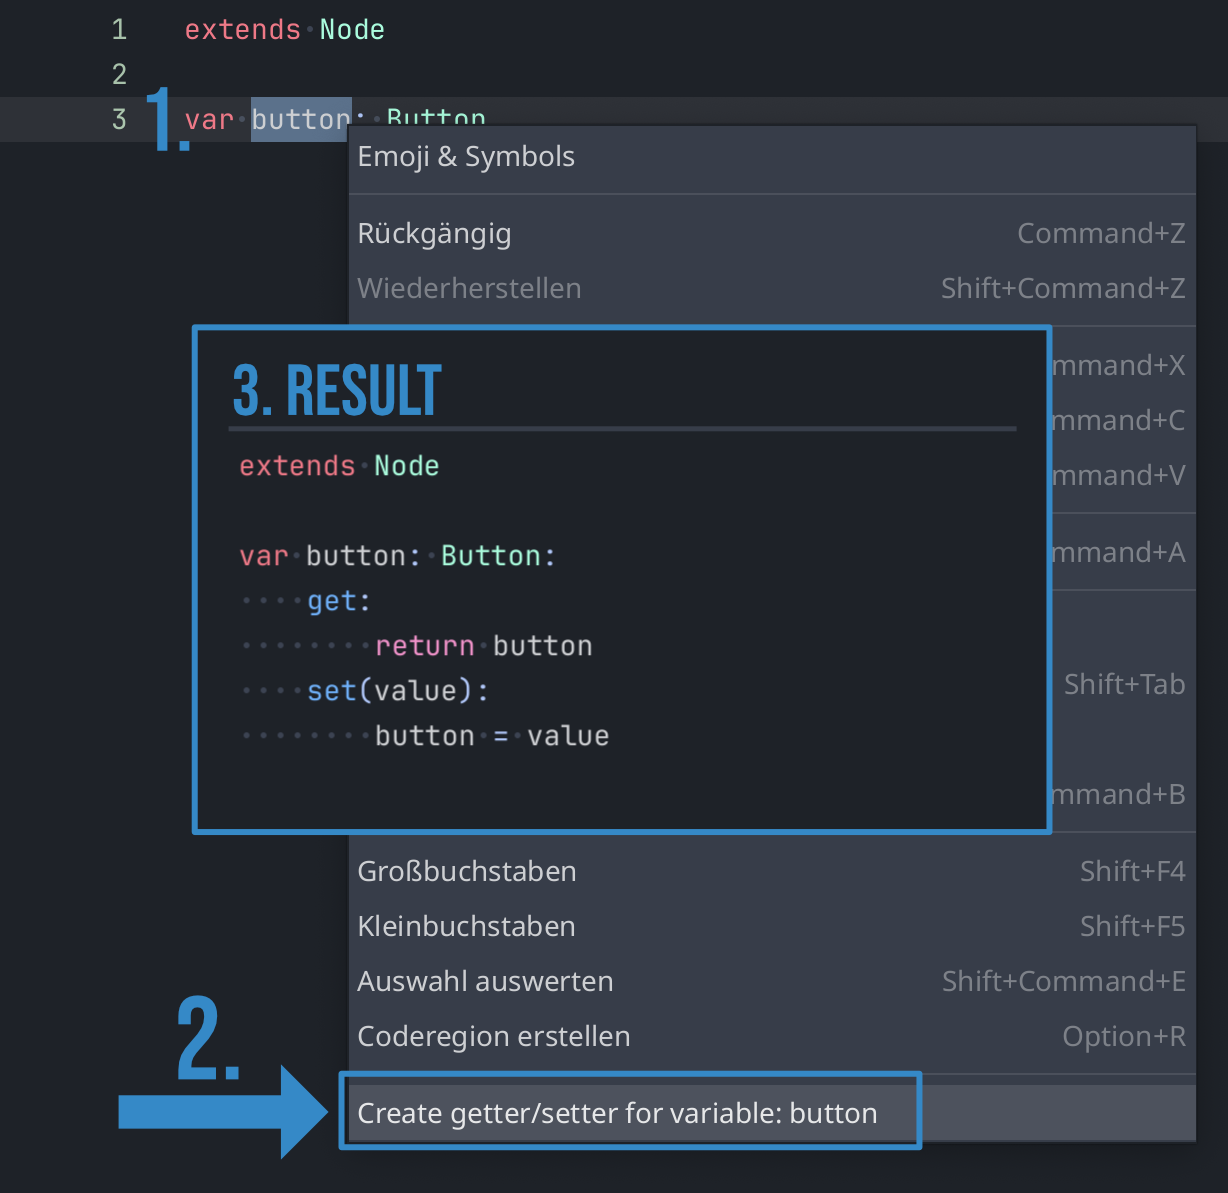 1 extends Node
2
3 var button: Button
1.
Emoji & Symbols
Rückgängig Command+Z
Wiederherstellen Shift+Command+Z
mmand+X
mmand+C
mmand+V
mmand+A
Shift+Tab
mmand+B
3. RESULT
extends Node
var button: Button:
get:
return button
set(value):
button = value
Großbuchstaben Shift+F4
Kleinbuchstaben Shift+F5
Auswahl auswerten Shift+Command+E
Coderegion erstellen Option+R
2.
Create getter/setter for variable: button